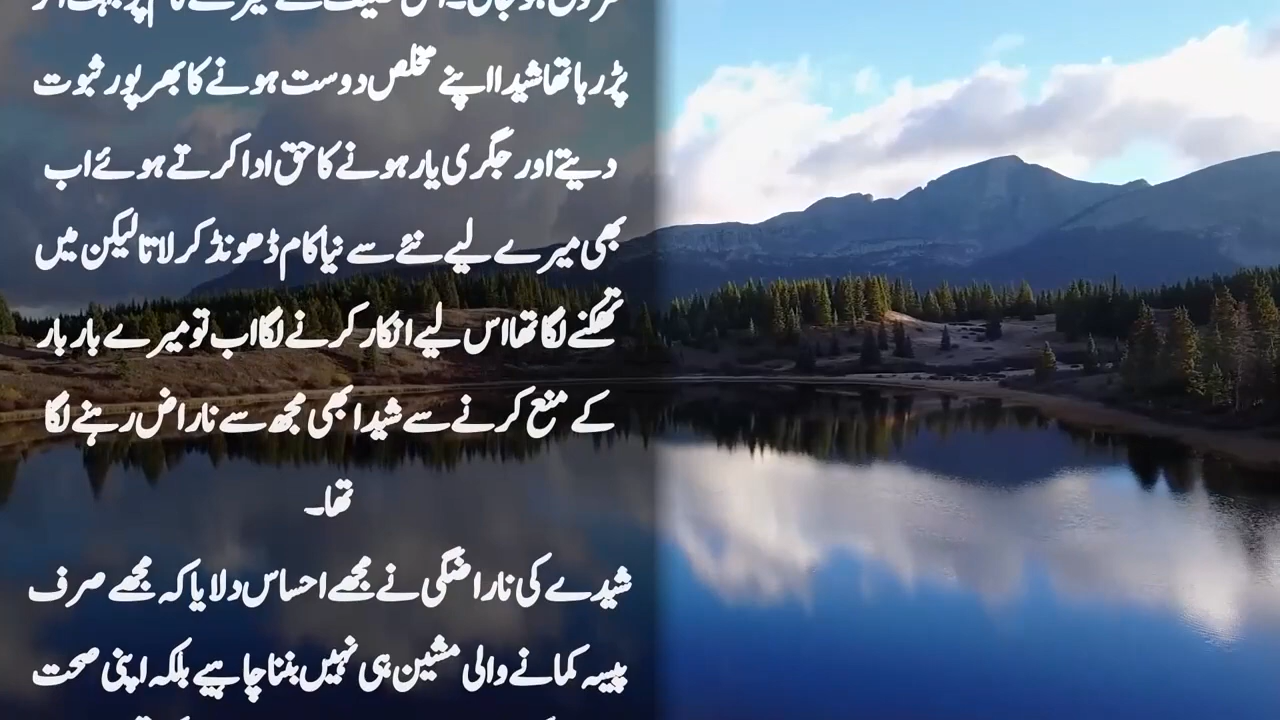 پڑ رہا تھا شیدا اپنے مخلص دوست ہونے کا بھر پور ثبوت
دیتے اور جگری یار ہونے کا حق ادا کرتے ہوئے اب
بھی میرے لیے نئے سے نیا کام ڈھونڈ کر لاتا لیکن میں
تھکنے لگا تھا اس لیے انکار کرنے لگا اب تو میرے بار بار
کے منع کرنے سے شیدا بھی مجھ سے ناراض رہنے لگا
تھا۔
شیدے کی ناراضگی نے مجھے احساس دلایا کہ مجھے صرف
پیسہ کمانے والی مشین ہی نہیں بننا چاہیے بلکہ اپنی صحت